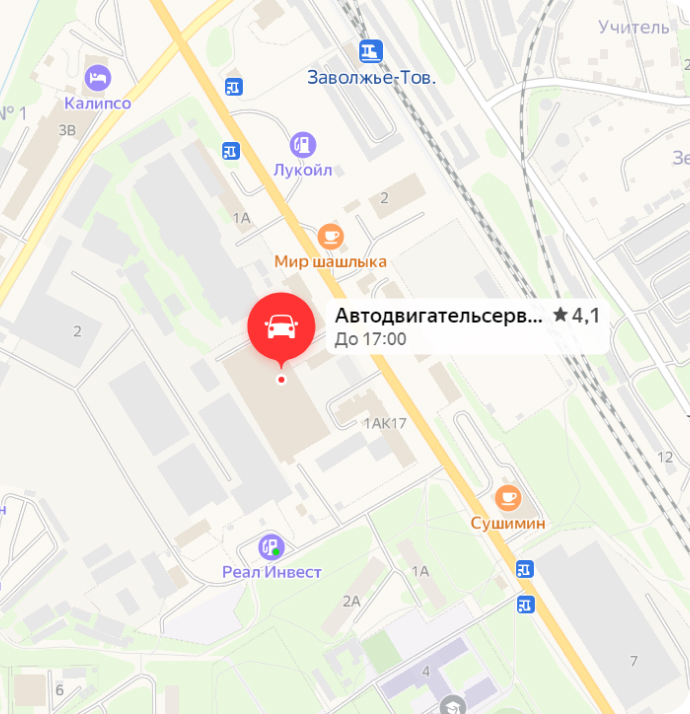 Учитель
Заволжье-Тов.
Калипсо
№ 1
3В
Лукойл
2
1А
Мир шашлыка
Автодвигательсерв... ★ 4,1
До 17:00
2
1АК17
12
Сушимин
Реал Инвест
1А
2А
4
7
6